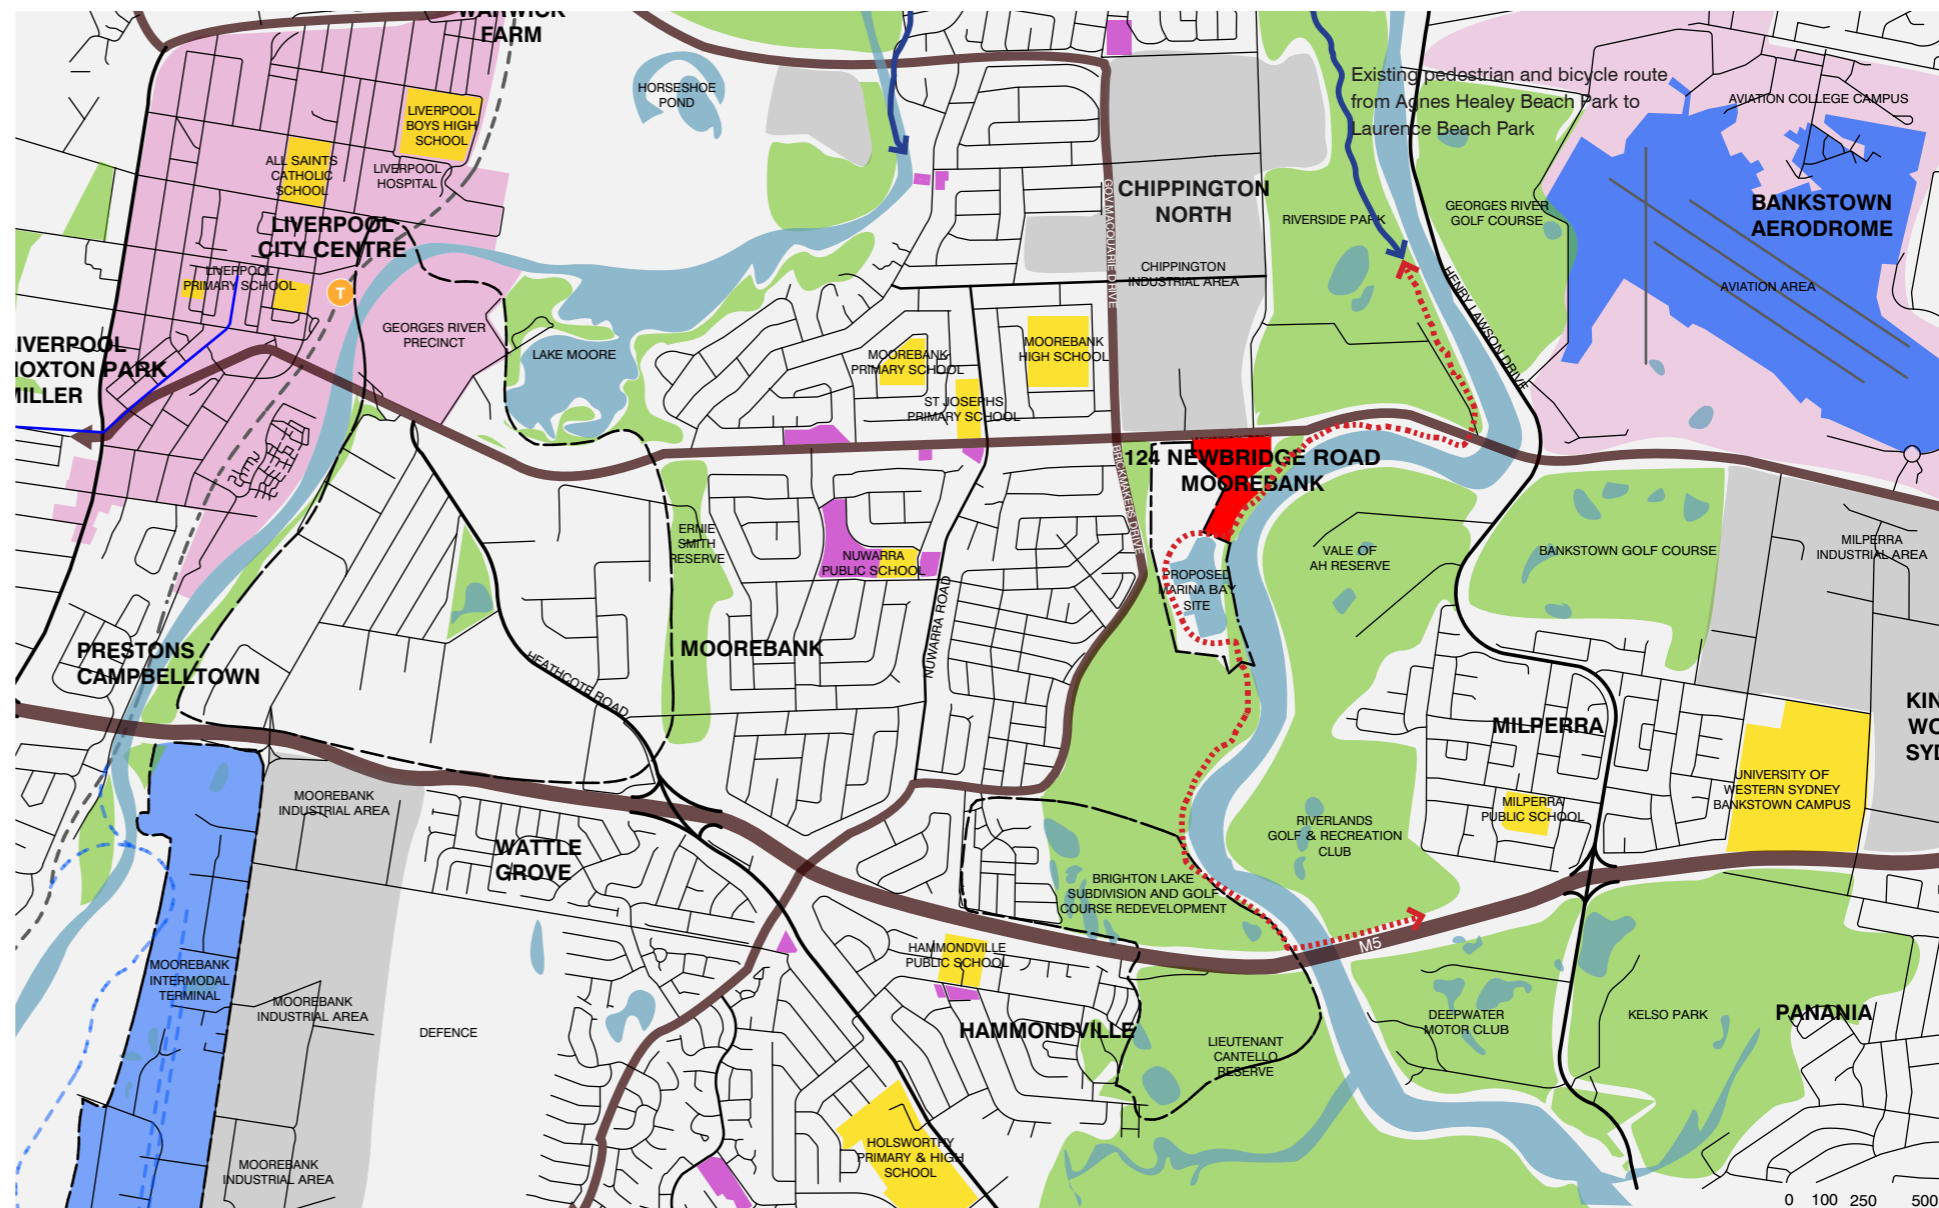 WARWICK
FARM
HORSESHOE
POND
Existing pedestrian and bicycle route
from Agnes Healey Beach Park to
Laurence Beach Park
AVIATION COLLEGE CAMPUS
LIVERPOOL
BOYS HIGH
SCHOOL
ALL SAINTS
CATHOLIC
SCHOOL
LIVERPOOL
HOSPITAL
LIVERPOOL
CITY CENTRE
GOV MACQUARIE DRIVE
CHIPPINGTON
NORTH
RIVERSIDE PARK
GEORGES RIVER
GOLF COURSE
BANKSTOWN
AERODROME
LIVERPOOL
PRIMARY SCHOOL
T
CHIPPINGTON
INDUSTRIAL AREA
HENRY LAWSON DRIVE
AVIATION AREA
GEORGES RIVER
PRECINCT
LAKE MOORE
IVERPOOL
OXTON PARK
MILLER
MOOREBANK
PRIMARY SCHOOL
MOOREBANK
HIGH SCHOOL
ST JOSEPHS
PRIMARY SCHOOL
124 NEWBRIDGE ROAD
MOOREBANK
BRICKMAKERS DRIVE
ERNIE
SMITH
RESERVE
NUWARRA
PUBLIC SCHOOL
PROPOSED
MARINA BAY
SITE
VALE OF
AH RESERVE
BANKSTOWN GOLF COURSE
MILPERRA
INDUSTRIAL AREA
PRESTONS
CAMPBELLTOWN
HEATHCOTE ROAD
MOOREBANK
NUWARRA ROAD
MILPERRA
KIN
WO
SYD
MOOREBANK
INDUSTRIAL AREA
WATTLE
GROVE
RIVERLANDS
GOLF & RECREATION
CLUB
MILPERRA
PUBLIC SCHOOL
UNIVERSITY OF
WESTERN SYDNEY
BANKSTOWN CAMPUS
BRIGHTON LAKE
SUBDIVISION AND GOLF
COURSE REDEVELOPMENT
M5
HAMMONDVILLE
PUBLIC SCHOOL
MOOREBANK
INTERMODAL
TERMINAL
MOOREBANK
INDUSTRIAL AREA
DEFENCE
HAMMONDVILLE
LIEUTENANT
CANTELLO
RESERVE
DEEPWATER
MOTOR CLUB
KELSO PARK
PANANIA
MOOREBANK
INDUSTRIAL AREA
HOLSWORTHY
PRIMARY & HIGH
SCHOOL
0 100 250 500